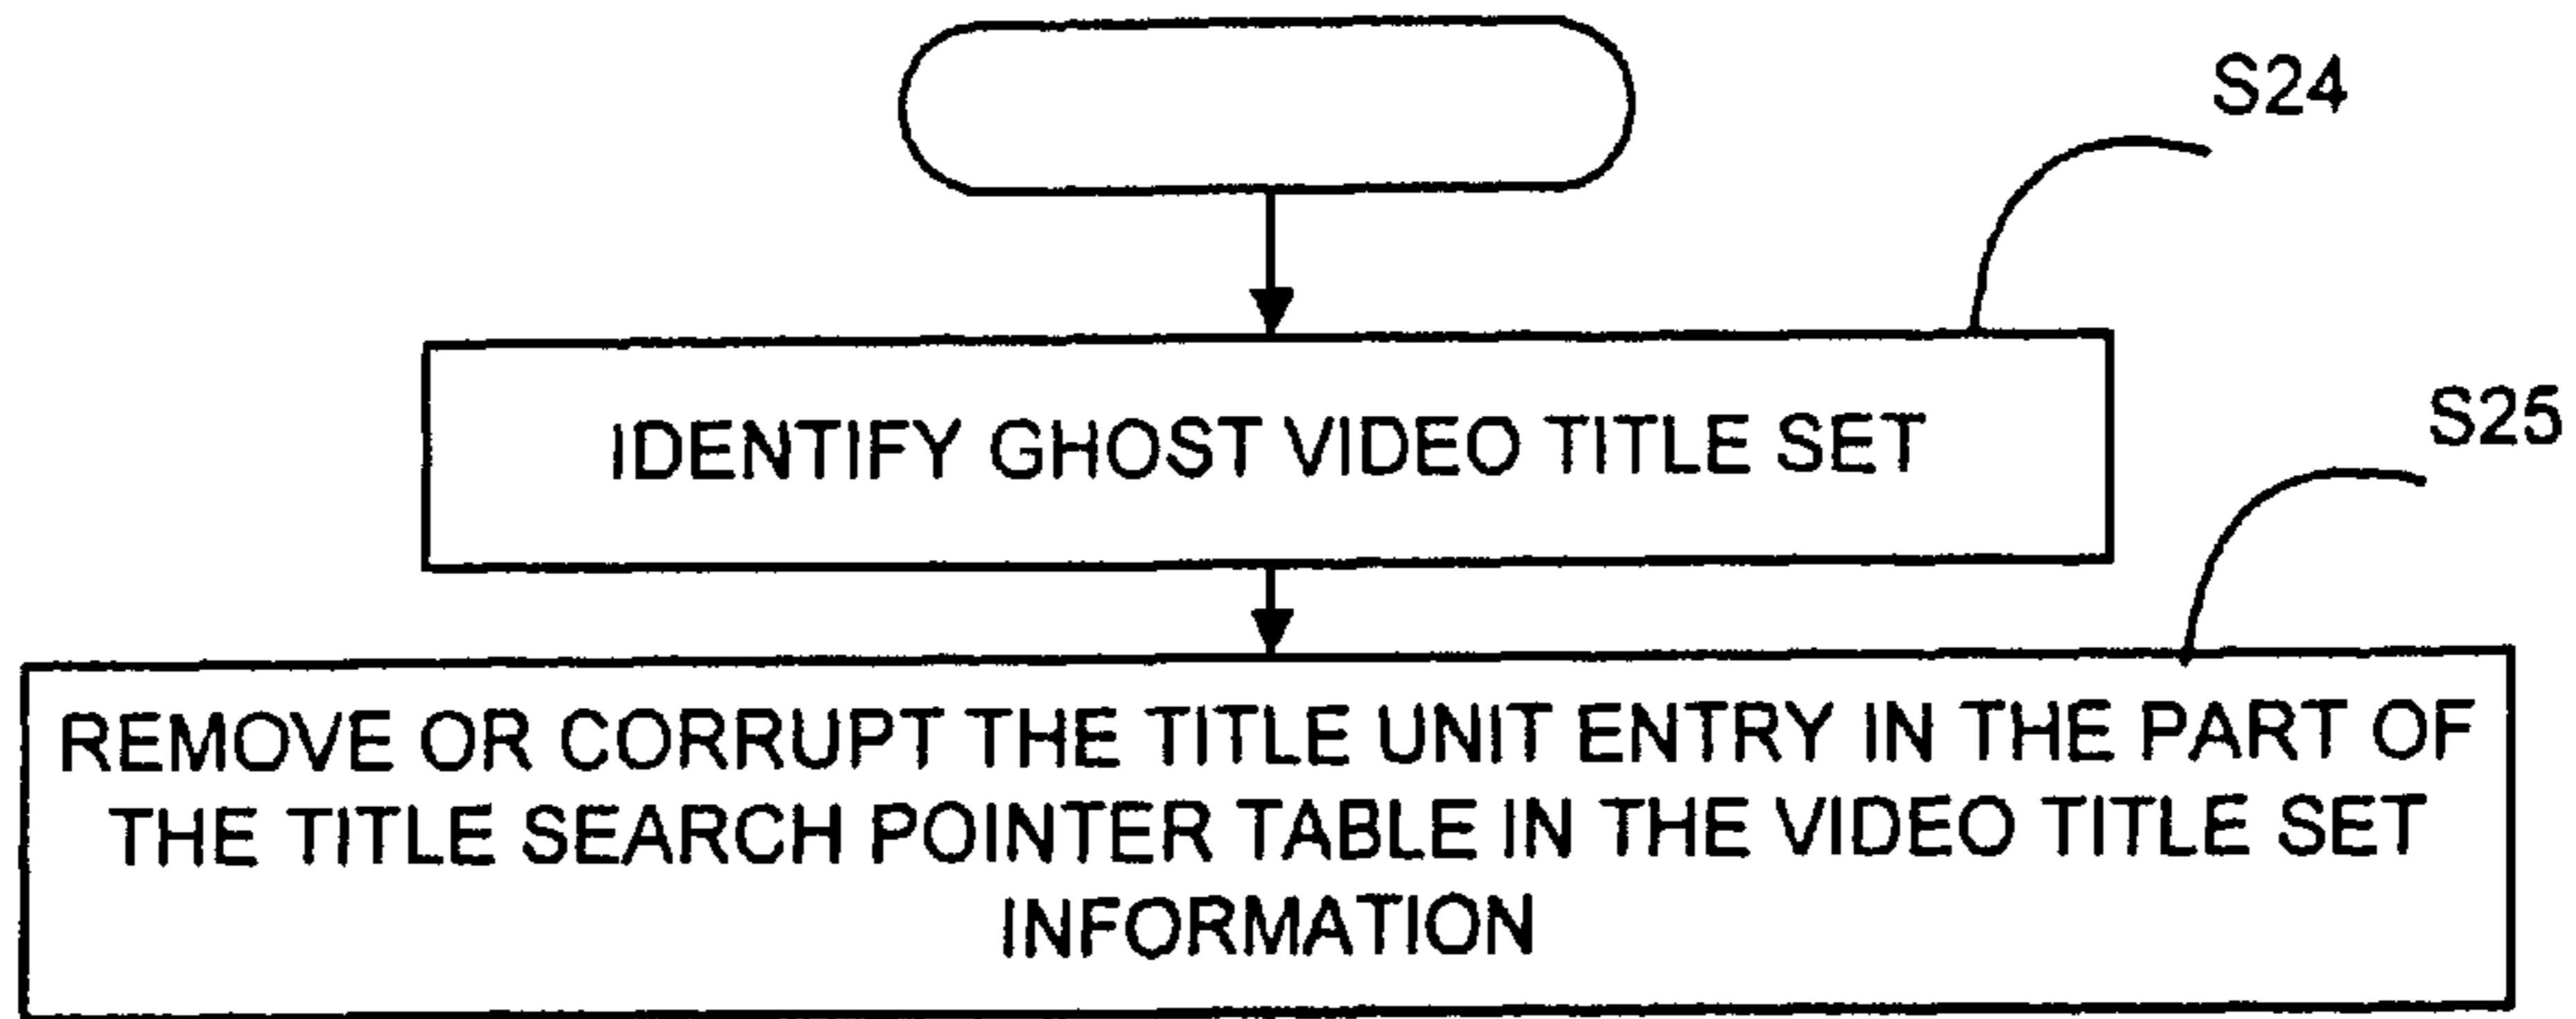 S24
IDENTIFY GHOST VIDEO TITLE SET
S25
REMOVE OR CORRUPT THE TITLE UNIT ENTRY IN THE PART OF
THE TITLE SEARCH POINTER TABLE IN THE VIDEO TITLE SET
INFORMATION